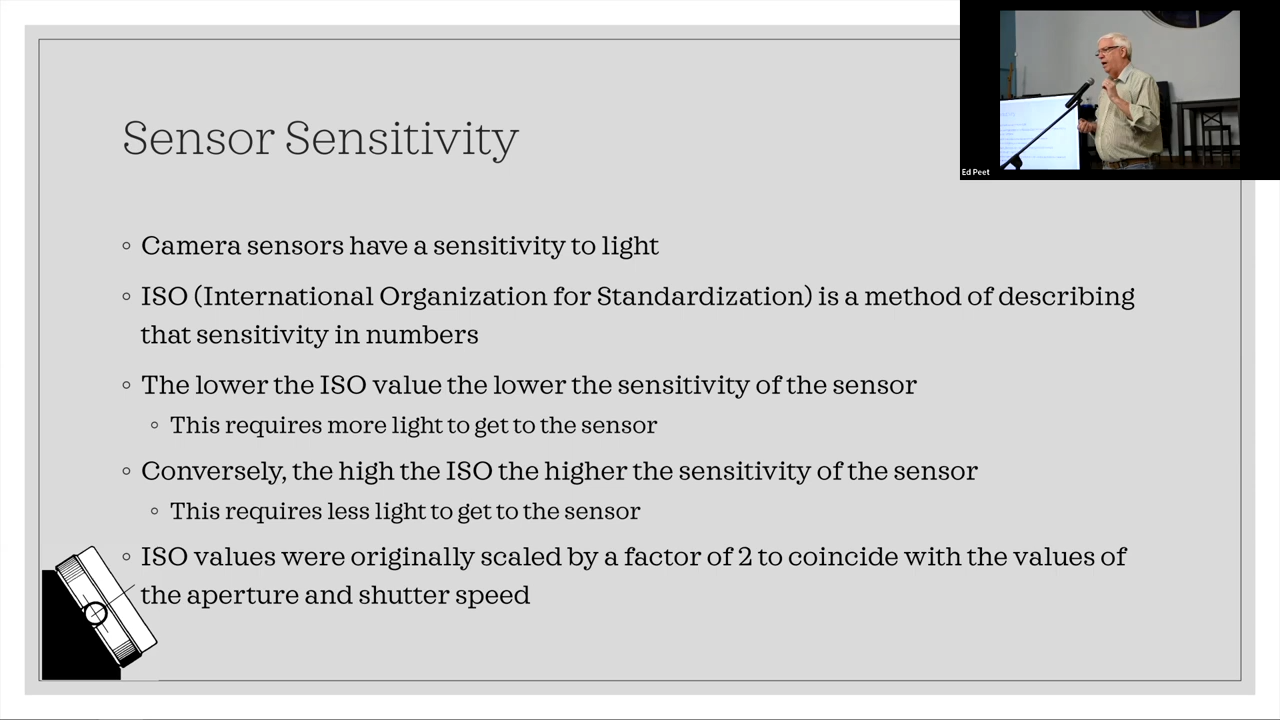 Sensor Sensitivity
Ed Peet
◦ Camera sensors have a sensitivity to light
◦ ISO (International Organization for Standardization) is a method of describing
that sensitivity in numbers
◦ The lower the ISO value the lower the sensitivity of the sensor
◦ This requires more light to get to the sensor
◦ Conversely, the high the ISO the higher the sensitivity of the sensor
◦ This requires less light to get to the sensor
◦ ISO values were originally scaled by a factor of 2 to coincide with the values of
the aperture and shutter speed